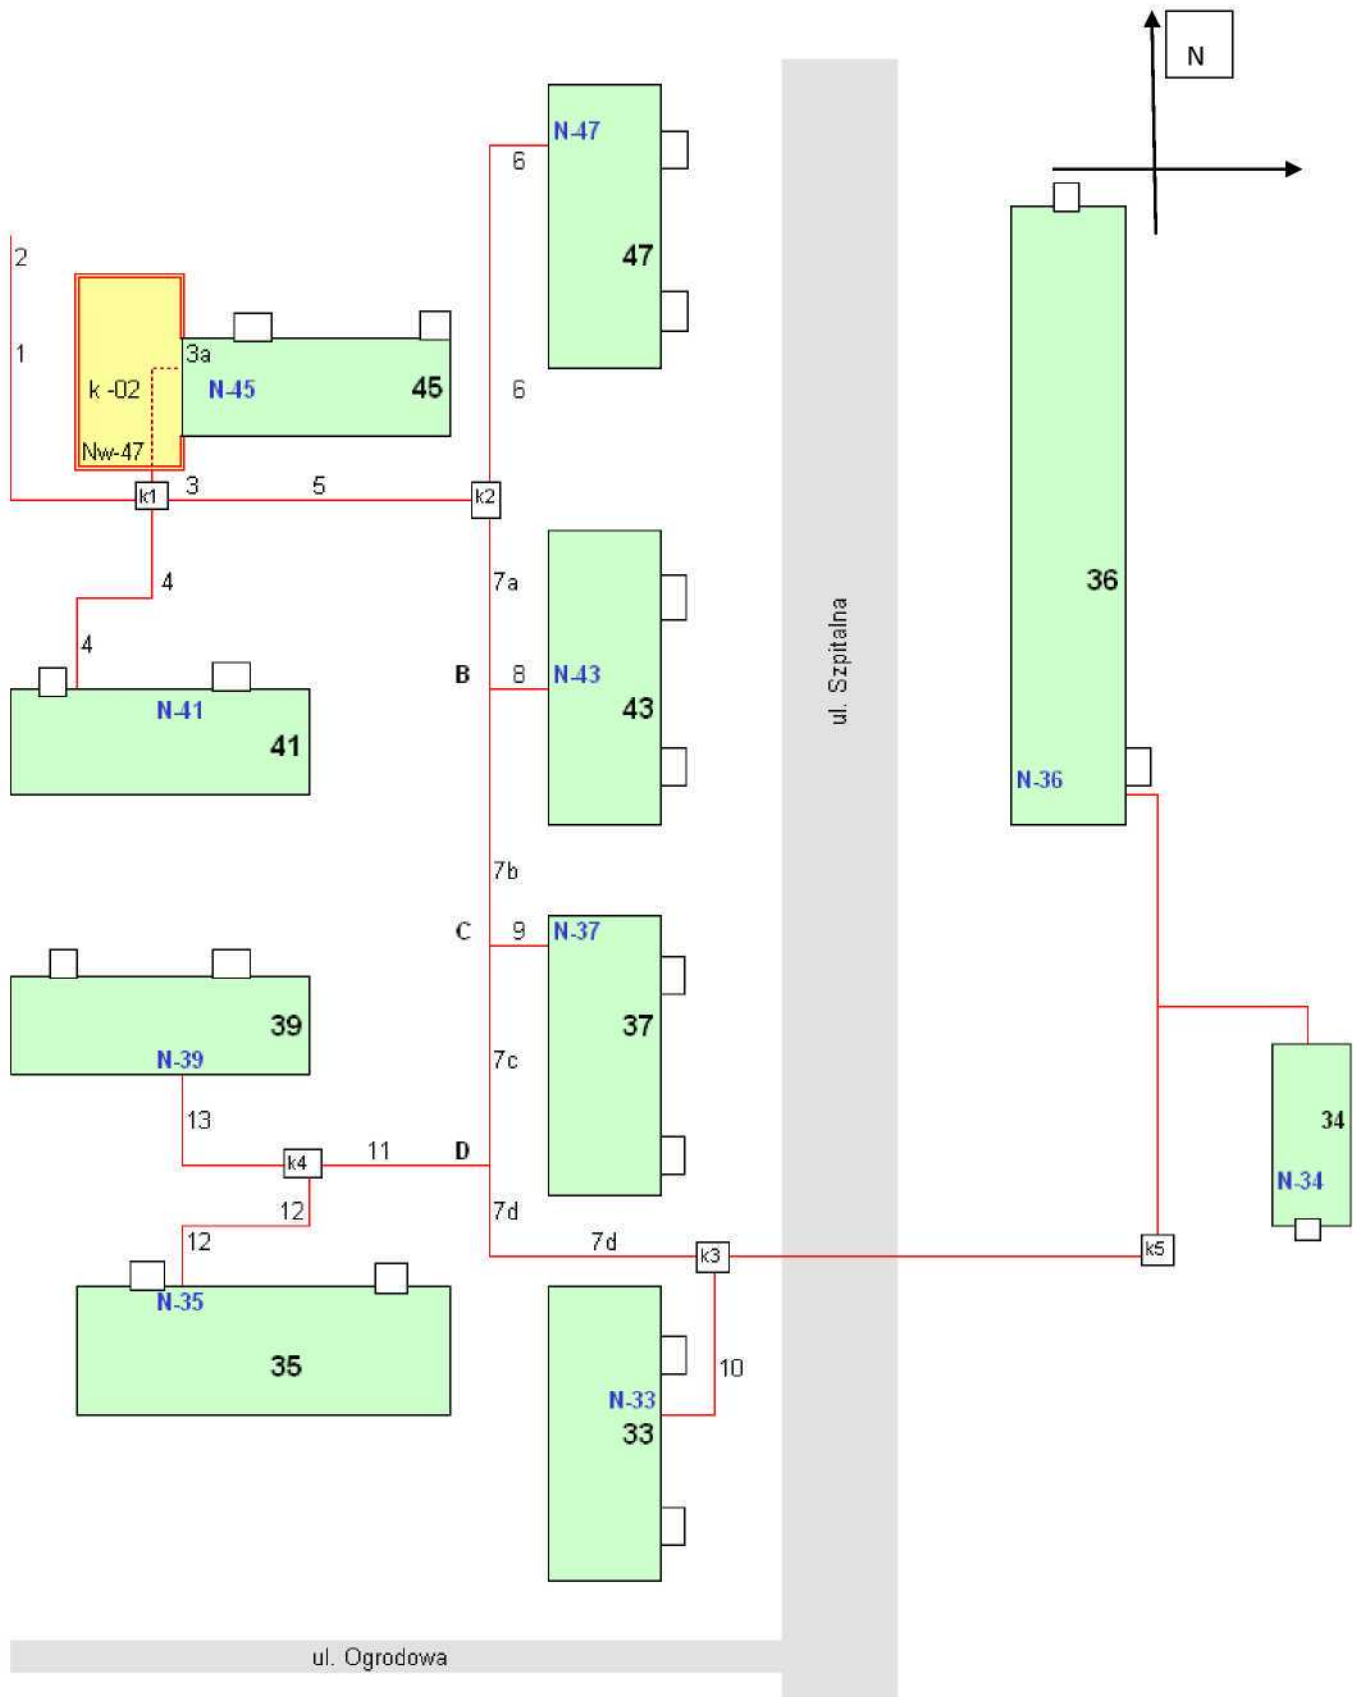 N
N-47
6
47
2
1
3a
k -02
N-45
45
6
Nw-47
k1
3
5
k2
4
7a
36
ul. Szpitalna
4
B
8
N-43
N-41
43
41
N-36
7b
C
9
N-37
39
37
N-39
7c
13
34
k4
11
D
N-34
12
7d
12
7d
k3
k5
N-35
35
10
N-33
33
ul. Ogrodowa